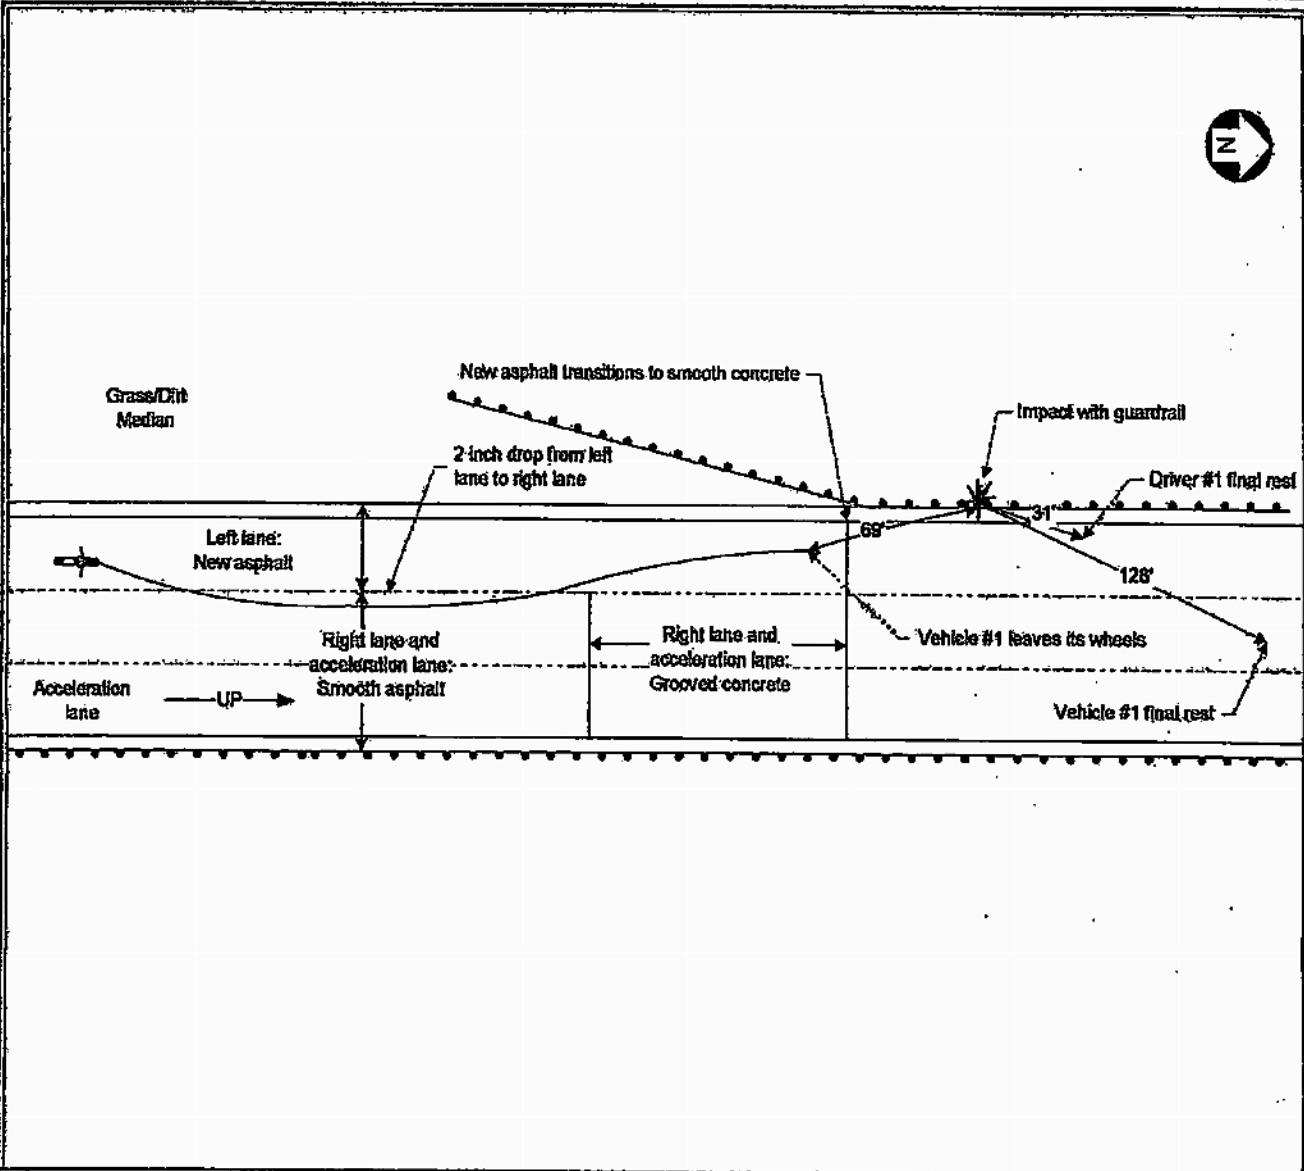 N
New asphalt transitions to smooth concrete
Grass/Dirt
Median
Impact with guardrail
2-inch drop from left
lane to right lane
Driver #1 final rest
31'
69'
Left lane:
New asphalt
128'
Right lane and
acceleration lane:
Smooth asphalt
Right lane and
acceleration lane:
Grooved concrete
Vehicle #1 leaves its wheels
Acceleration
lane
UP
Vehicle #1 final rest